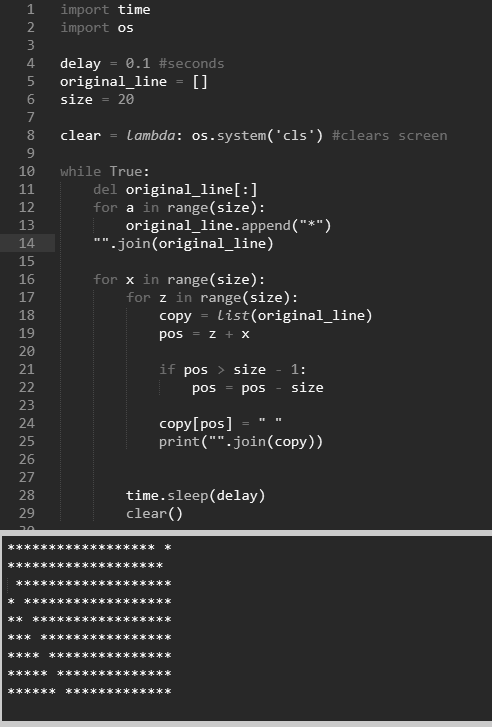 1 import time
2 import os
3
4 delay = 0.1 #seconds
5 original_line = []
6 size = 20
7
8 clear = lambda: os.system('cls') #clears screen
9
10 while True:
11     del original_line[:]
12     for a in range(size):
13         original_line.append("*")
14     "".join(original_line)
15
16     for x in range(size):
17         for z in range(size):
18             copy = list(original_line)
19             pos = z + x
20
21             if pos > size - 1:
22                 pos = pos - size
23
24             copy[pos] = " "
25             print("".join(copy))
26
27
28         time.sleep(delay)
29         clear()
30
****************** *
*******************
 *******************
* ******************
** *****************
*** ****************
**** ***************
***** **************
****** *************